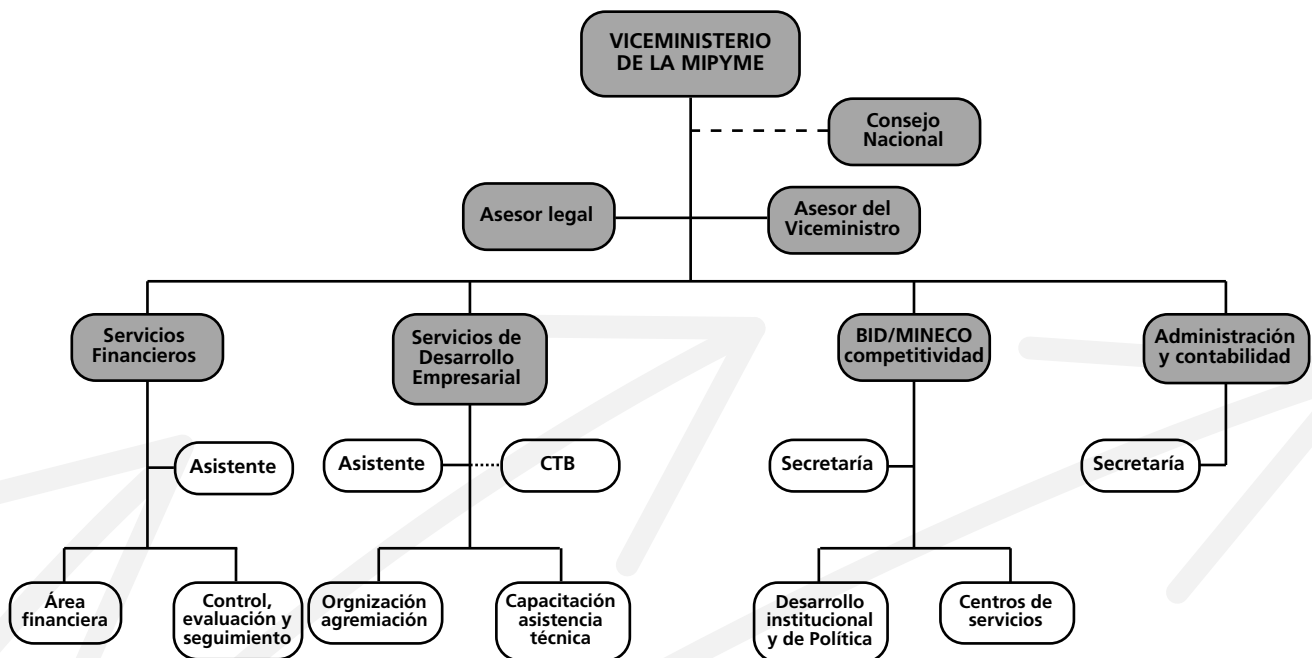 VICEMINISTERIO
DE LA MIPYME
Consejo
Nacional
Asesor legal
Asesor del
Viceministro
Servicios
Financieros
Servicios de
Desarrollo
Empresarial
BID/MINECO
competitividad
Administración
y contabilidad
Asistente
Asistente
CTB
Secretaría
Secretaría
Área
financiera
Control,
evaluación y
seguimiento
Orgnización
agremiación
Capacitación
asistencia
técnica
Desarrollo
institucional
y de Política
Centros de
servicios